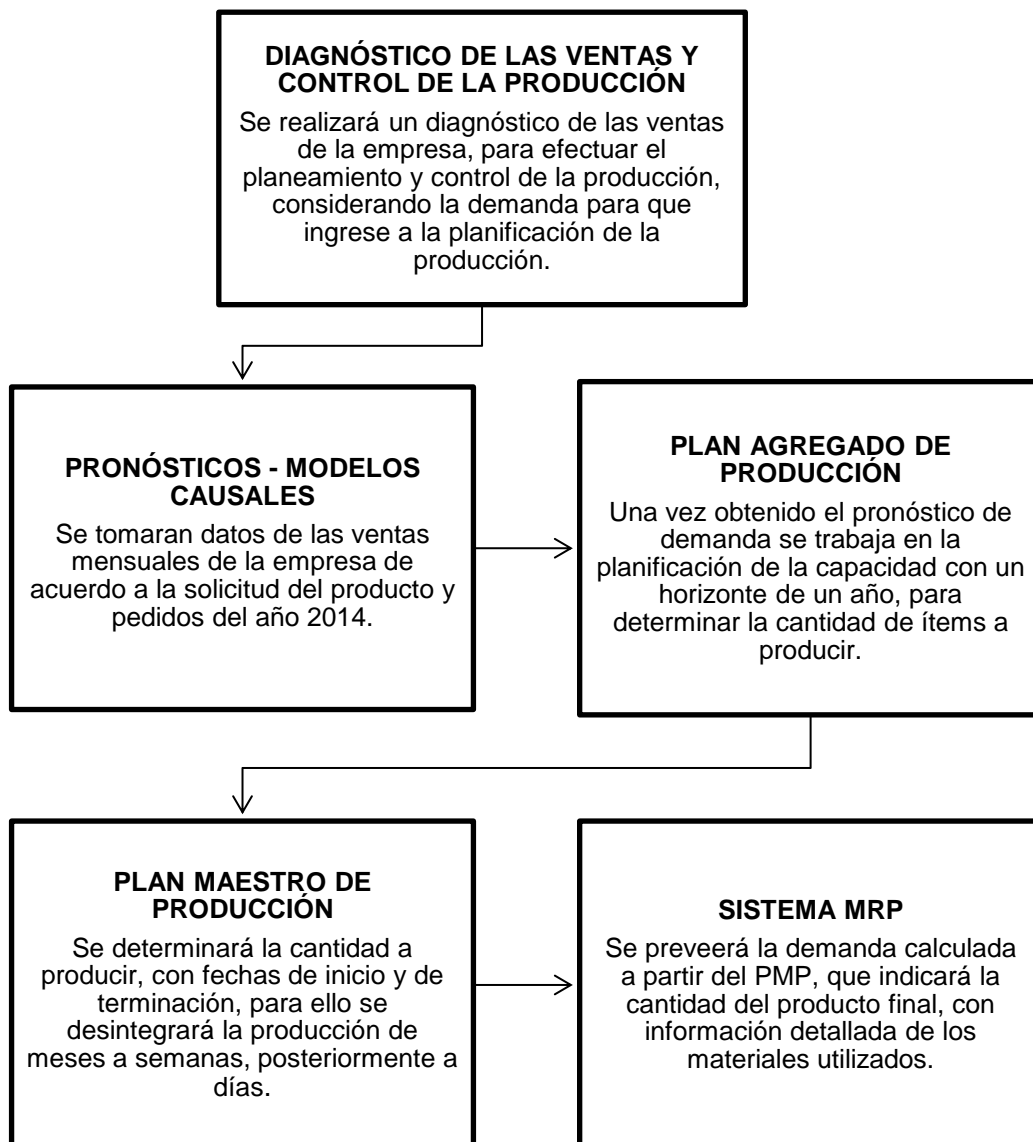 DIAGNÓSTICO DE LAS VENTAS Y
CONTROL DE LA PRODUCCIÓN
Se realizará un diagnóstico de las ventas
de la empresa, para efectuar el
planeamiento y control de la producción,
considerando la demanda para que
ingrese a la planificación de la
producción.
PRONÓSTICOS - MODELOS
CAUSALES
Se tomaran datos de las ventas
mensuales de la empresa de
acuerdo a la solicitud del producto y
pedidos del año 2014.
PLAN AGREGADO DE
PRODUCCIÓN
Una vez obtenido el pronóstico de
demanda se trabaja en la
planificación de la capacidad con un
horizonte de un año, para
determinar la cantidad de ítems a
producir.
PLAN MAESTRO DE
PRODUCCIÓN
Se determinará la cantidad a
producir, con fechas de inicio y de
terminación, para ello se
desintegrará la producción de
meses a semanas, posteriormente a
días.
SISTEMA MRP
Se preveerá la demanda calculada
a partir del PMP, que indicará la
cantidad del producto final, con
información detallada de los
materiales utilizados.